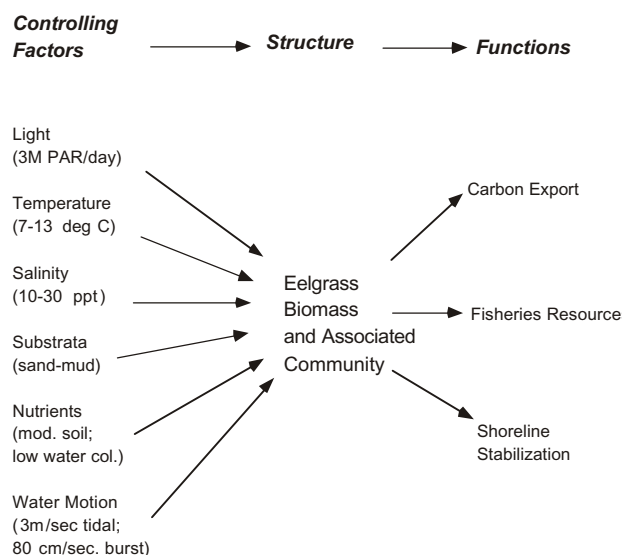 Controlling
Factors
Structure
Functions
Light
(3M PAR/day)
Temperature
(7-13 deg C)
Salinity
(10-30 ppt)
Substrata
(sand-mud)
Nutrients
(mod. soil;
low water col.)
Water Motion
(3m/sec tidal;
80 cm/sec. burst)
Eelgrass
Biomass
and Associated
Community
Carbon Export
Fisheries Resource
Shoreline
Stabilization